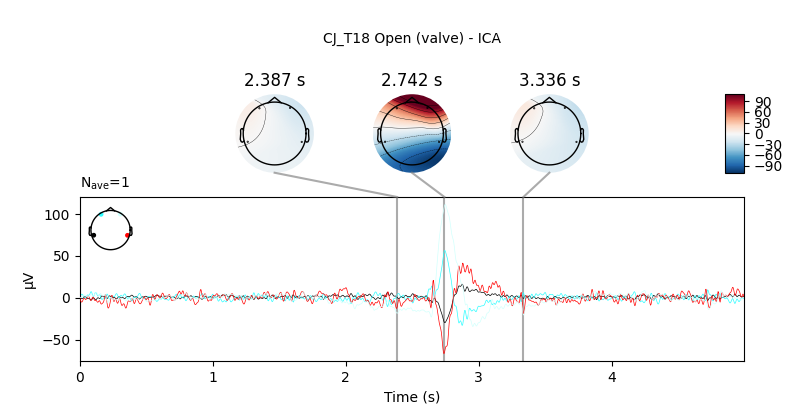 CJ_T18 Open (valve) - ICA
2.387 s
2.742 s
3.336 s
90
60
30
0
−30
−60
−90
Nave=1
100
50
0
−50
µV
0
1
2
3
4
Time (s)